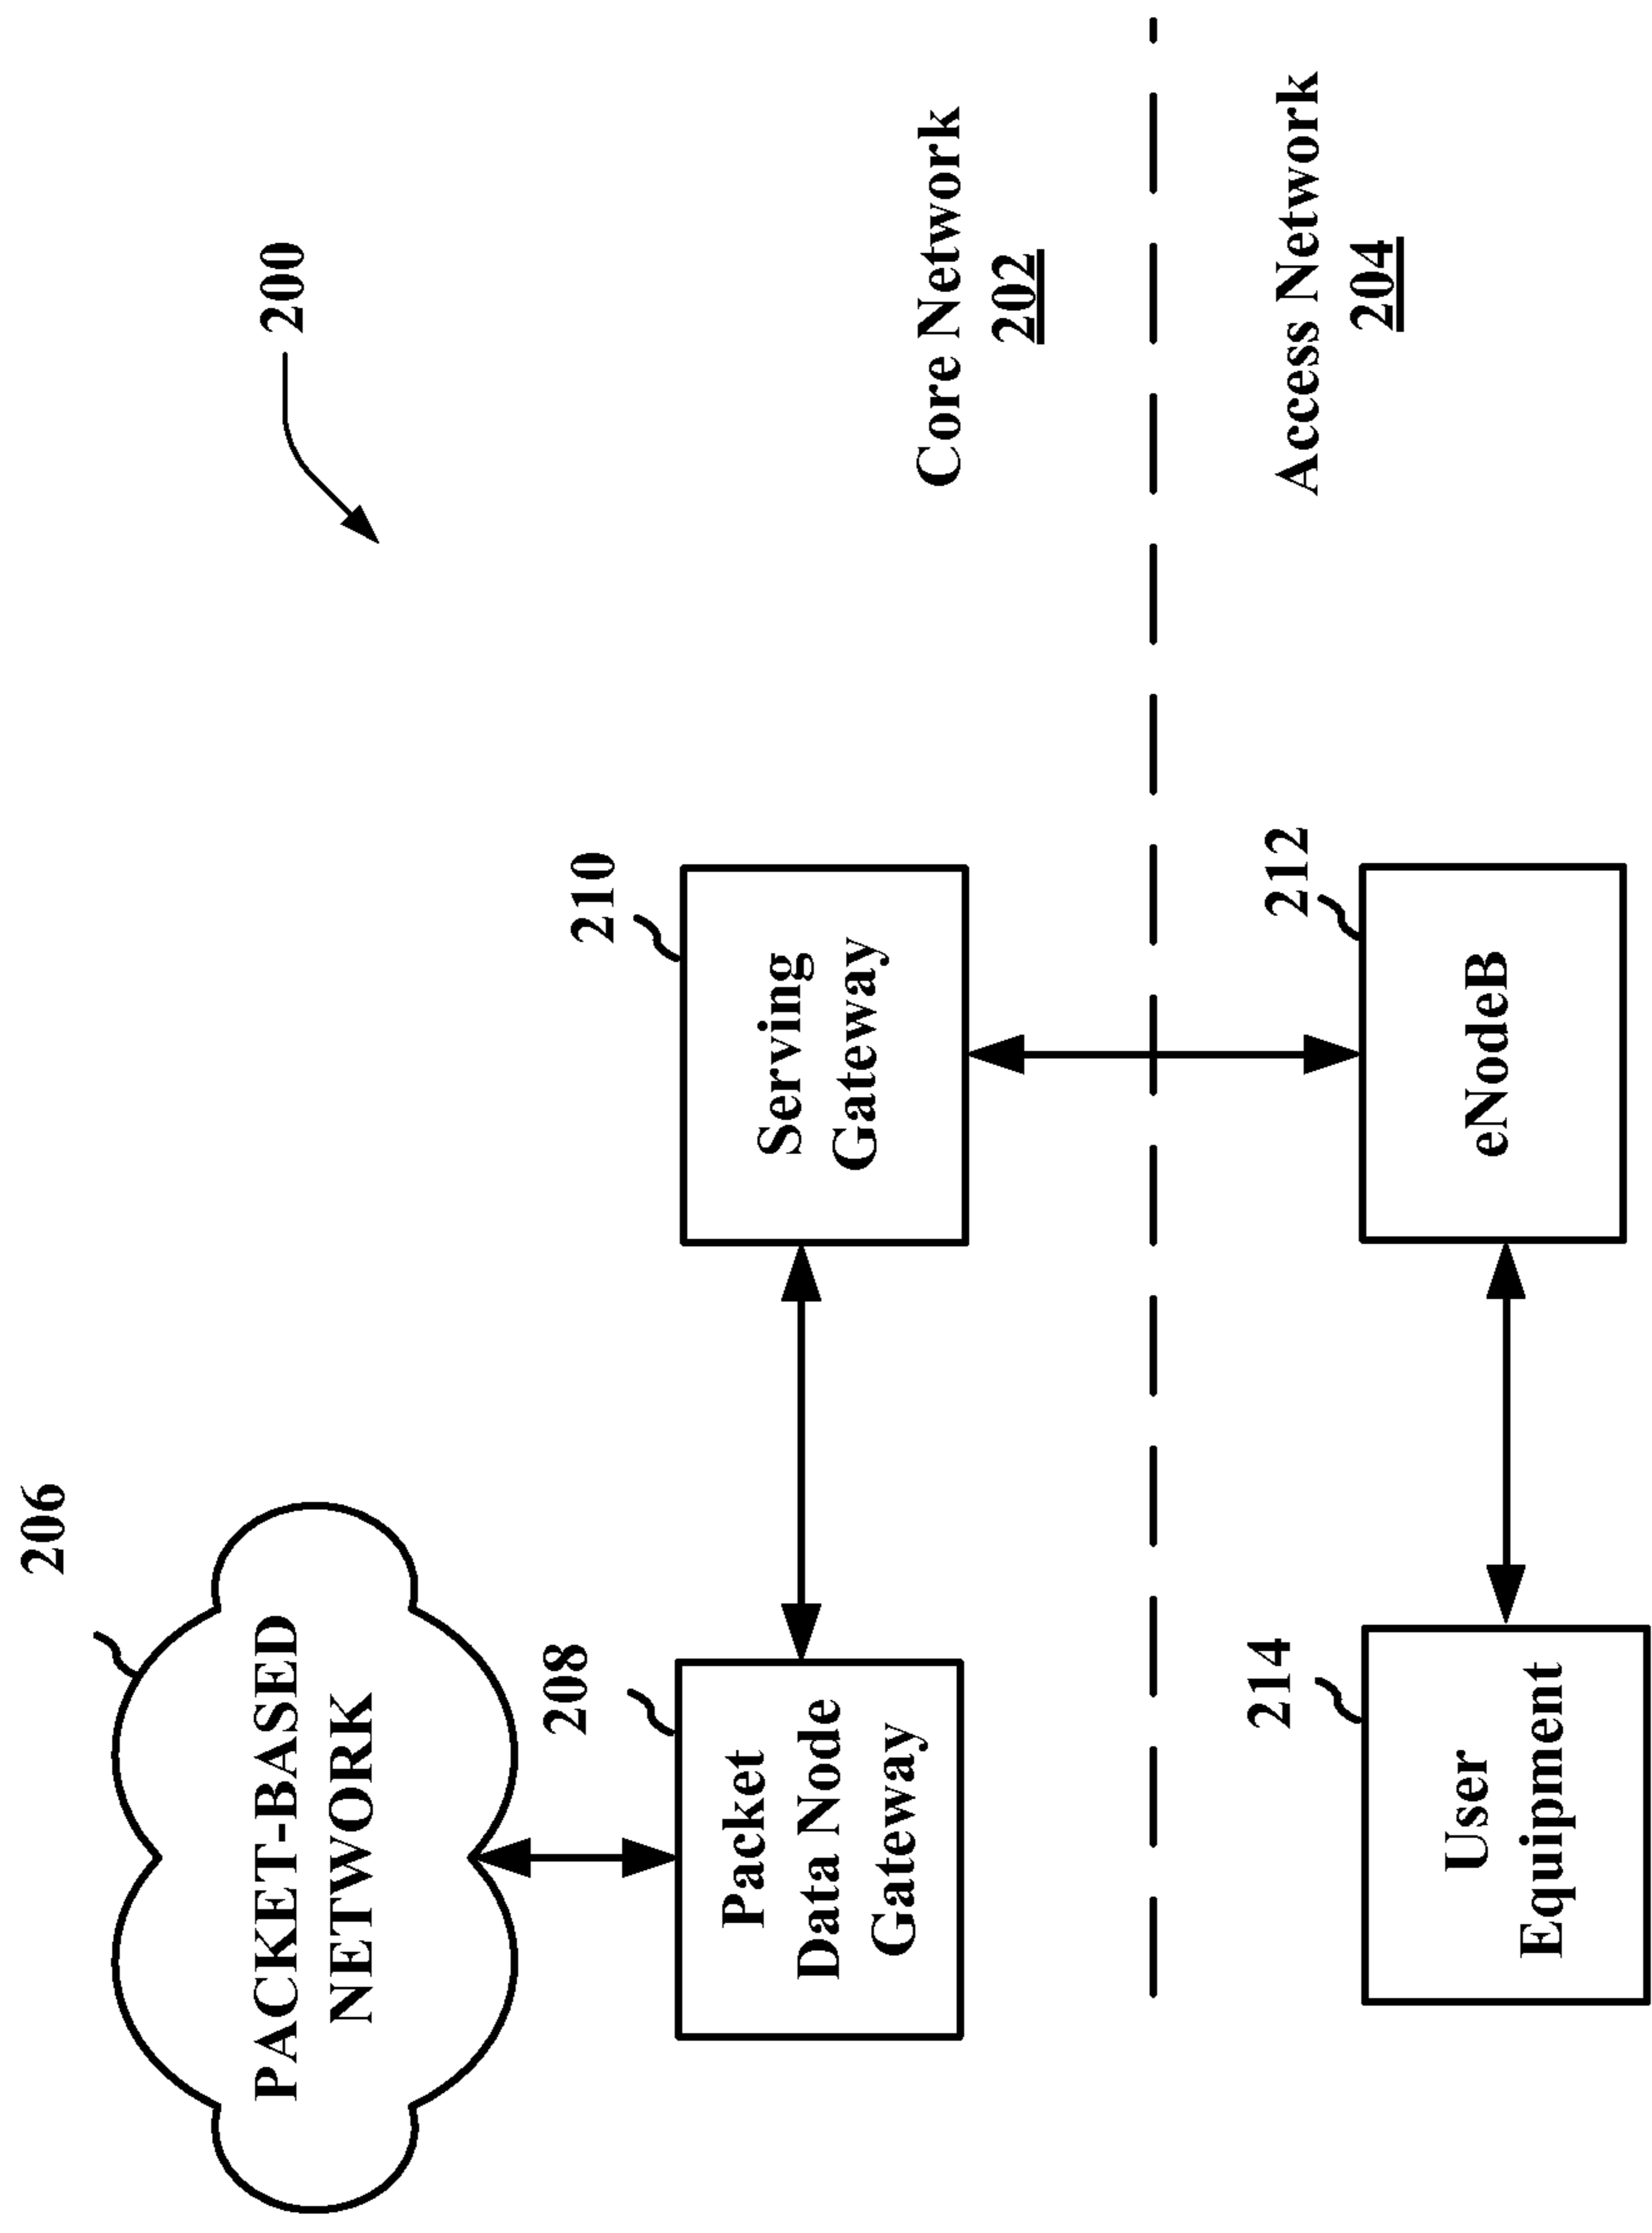 200
206
PACKET-BASED
NETWORK
208
Packet
Data Node
Gateway
210
Serving
Gateway
Core Network
202
Access Network
204
214
User
Equipment
212
eNodeB